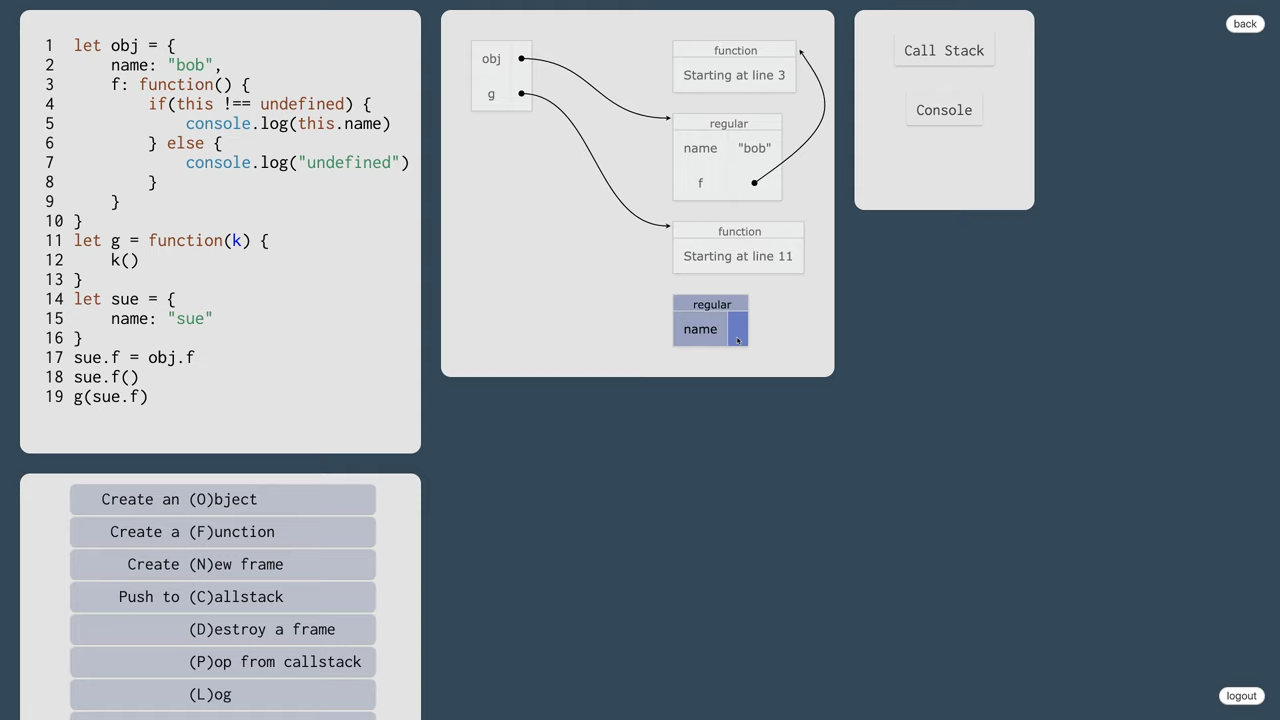 1 let obj = {
2 name: "bob",
3 f: function() {
4 if(this !== undefined) {
5 console.log(this.name)
6 } else {
7 console.log("undefined")
8 }
9 }
10 }
11 let g = function(k) {
12 k()
13 }
14 let sue = {
15 name: "sue"
16 }
17 sue.f = obj.f
18 sue.f()
19 g(sue.f)
Create an (O)bject
Create a (F)unction
Create (N)ew frame
Push to (C)allstack
(D)estroy a frame
(P)op from callstack
(L)og
obj
g
function
Starting at line 3
regular
name "bob"
f
function
Starting at line 11
regular
name
Call Stack
Console
back
logout